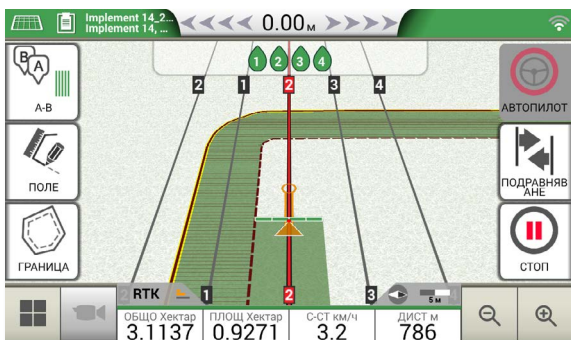 Implement 14_2...
Implement 14, ...
0.00 м
1 2 3 4
2 1 2 3 4
A-B
ПОЛЕ
ГРАНИЦА
АВТОПИЛОТ
ПОДРАВНЯВ
АНЕ
СТОП
RTK
1 2 3
5 м
ОБЩО Хектар
3.1137
ПЛОЩ Хектар
0.9271
С-СТ км/ч
3.2
ДИСТ м
786